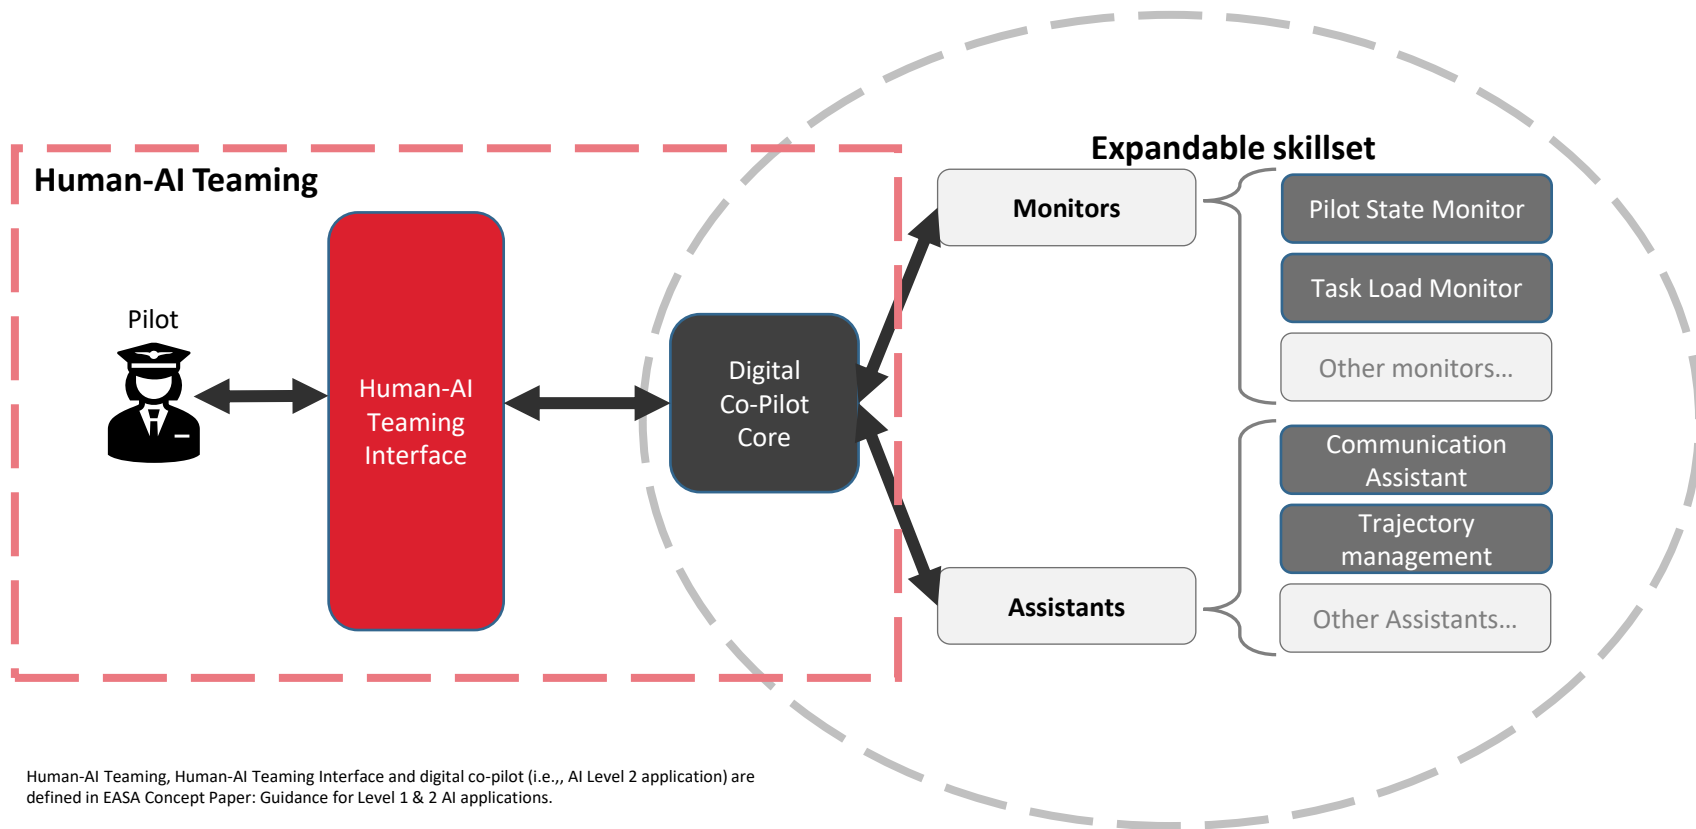 Expandable skillset
Human-AI Teaming
Monitors
Pilot State Monitor
Task Load Monitor
Other monitors...
Pilot
Human-AI
Teaming
Interface
Digital
Co-Pilot
Core
Communication
Assistant
Trajectory
management
Assistants
Other Assistants...
Human-AI Teaming, Human-AI Teaming Interface and digital co-pilot (i.e.,, AI Level 2 application) are
defined in EASA Concept Paper: Guidance for Level 1 & 2 AI applications.